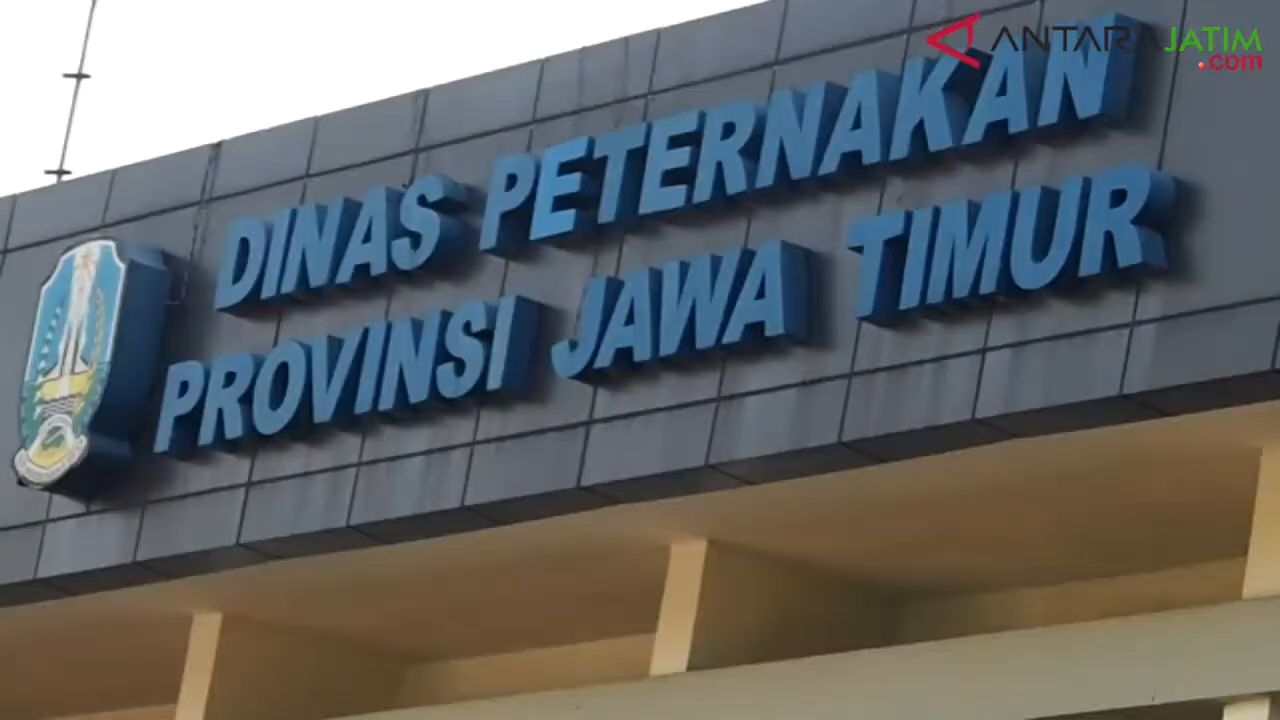 ANTARAJATIM
.com
DINAS PETERNAKAN
PROVINSI JAWA TIMUR